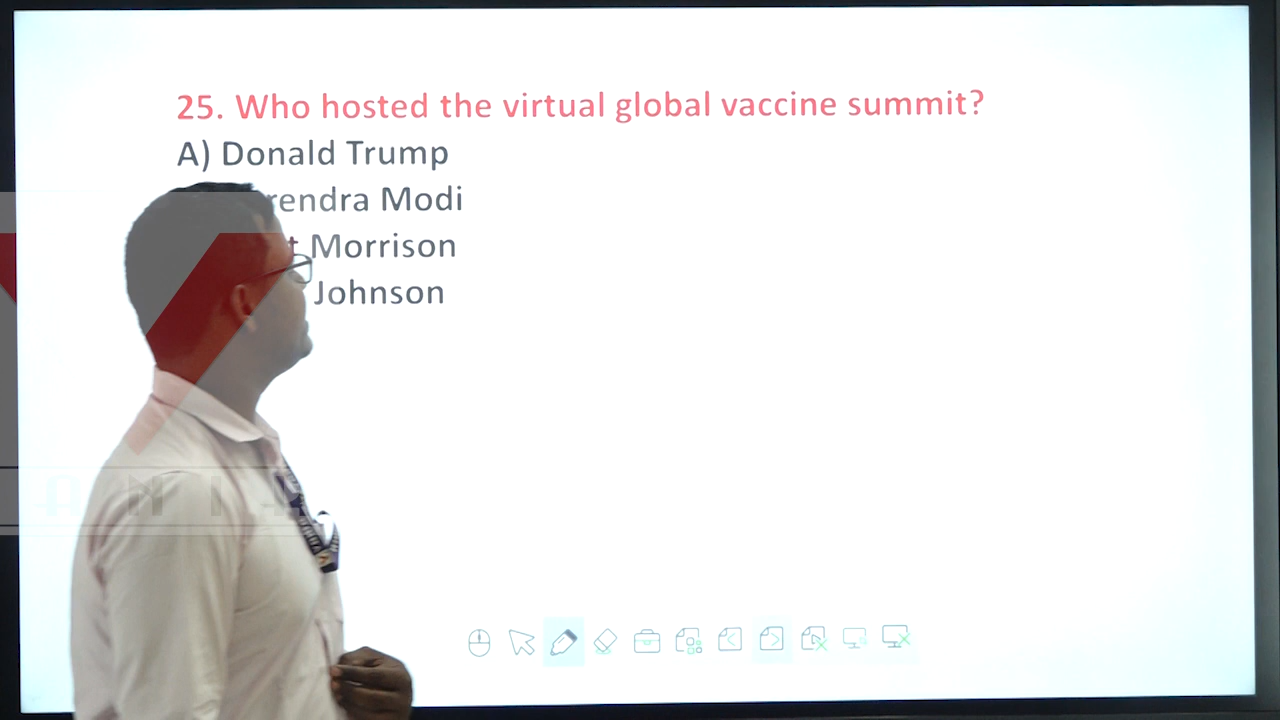 25. Who hosted the virtual global vaccine summit?
A) Donald Trump
rendra Modi
t Morrison
Johnson